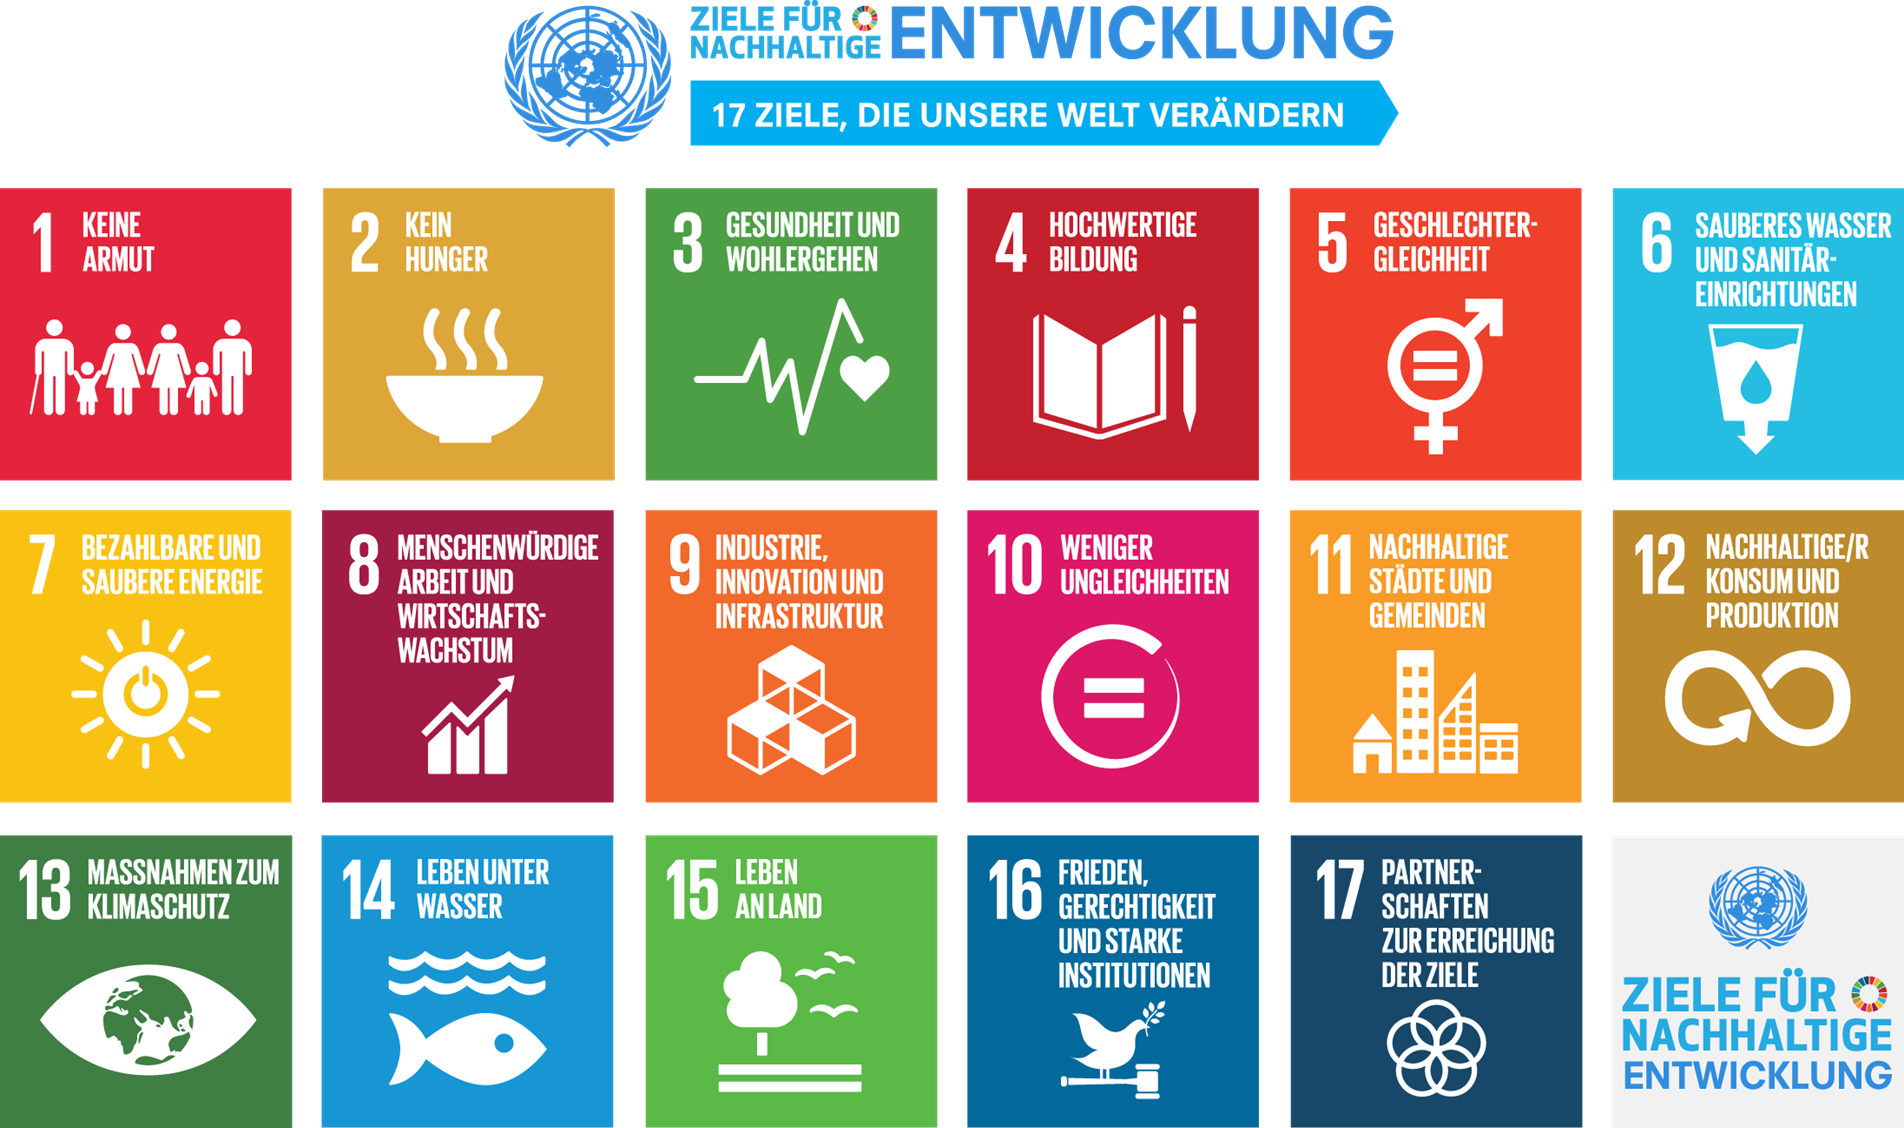 ZIELE FÜR
NACHHALTIGE ENTWICKLUNG
17 ZIELE, DIE UNSERE WELT VERÄNDERN
1 KEINE
ARMUT
2 KEIN
HUNGER
3 GESUNDHEIT UND
WOHLERGEHEN
4 HOCHWERTIGE
BILDUNG
5 GESCHLECHTER-
GLEICHHEIT
6 SAUBERES WASSER
UND SANITÄR-
EINRICHTUNGEN
7 BEZAHLBARE UND
SAUBERE ENERGIE
8 MENSCHENWÜRDIGE
ARBEIT UND
WIRTSCHAFTS-
WACHSTUM
9 INDUSTRIE,
INNOVATION UND
INFRASTRUKTUR
10 WENIGER
UNGLEICHHEITEN
11 NACHHALTIGE
STÄDTE UND
GEMEINDEN
12 NACHHALTIGE/R
KONSUM UND
PRODUKTION
13 MASSNAHMEN ZUM
KLIMASCHUTZ
14 LEBEN UNTER
WASSER
15 LEBEN
AN LAND
16 FRIEDEN,
GERECHTIGKEIT
UND STARKE
INSTITUTIONEN
17 PARTNER-
SCHAFTEN
ZUR ERREICHUNG
DER ZIELE
ZIELE FÜR
NACHHALTIGE
ENTWICKLUNG